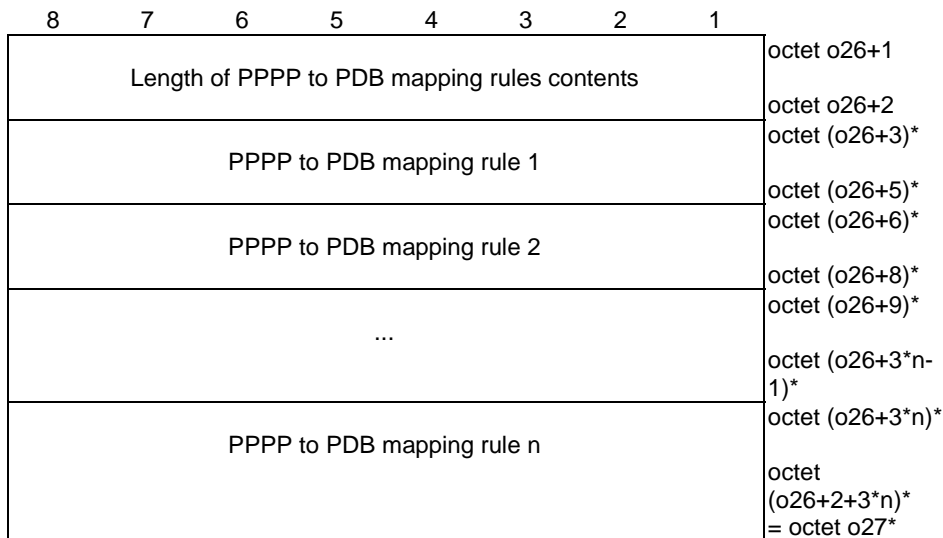 8 7 6 5 4 3 2 1
Length of PPPP to PDB mapping rules contents
octet o26+1
octet o26+2
PPPP to PDB mapping rule 1
octet (o26+3)*
octet (o26+5)*
PPPP to PDB mapping rule 2
octet (o26+6)*
octet (o26+8)*
...
octet (o26+9)*
octet (o26+3*n-
1)*
PPPP to PDB mapping rule n
octet (o26+3*n)*
octet
(o26+2+3*n)*
= octet o27*